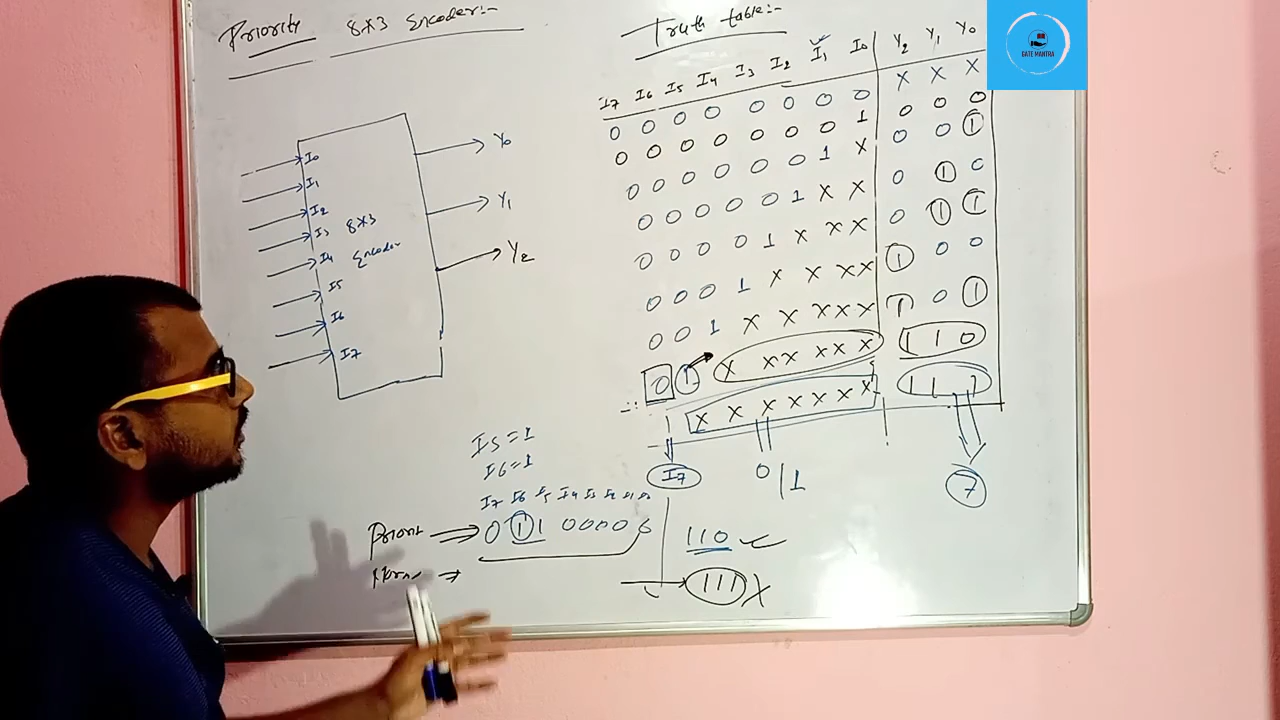 Priority 8X3 Encoder:-
I0
I1
I2
I3
I4
I5
I6
I7
8X3
Encoder
Y0
Y1
Y2
Truth table:-
I7 I6 I5 I4 I3 I2 I1 I0 Y2 Y1 Y0
X X X
0 0 0 0 0 0 0 0 0 0 0
0 0 0 0 0 0 0 1 0 0 1
0 0 0 0 0 0 1 X 0 1 0
0 0 0 0 0 1 X X 0 1 1
0 0 0 0 1 X X X 1 0 0
0 0 0 1 X X X X 1 0 1
0 0 1 X X X X X 1 1 0
0 1 X X X X X X 1 1 1
X X X X X X X
I7
0/1
7
I5=1
I6=1
I7 I6 I5 I4 I3 I2 I1 I0
Priorit 0 1 1 0 0 0 0 0
110
111 X
GATE MANTRA